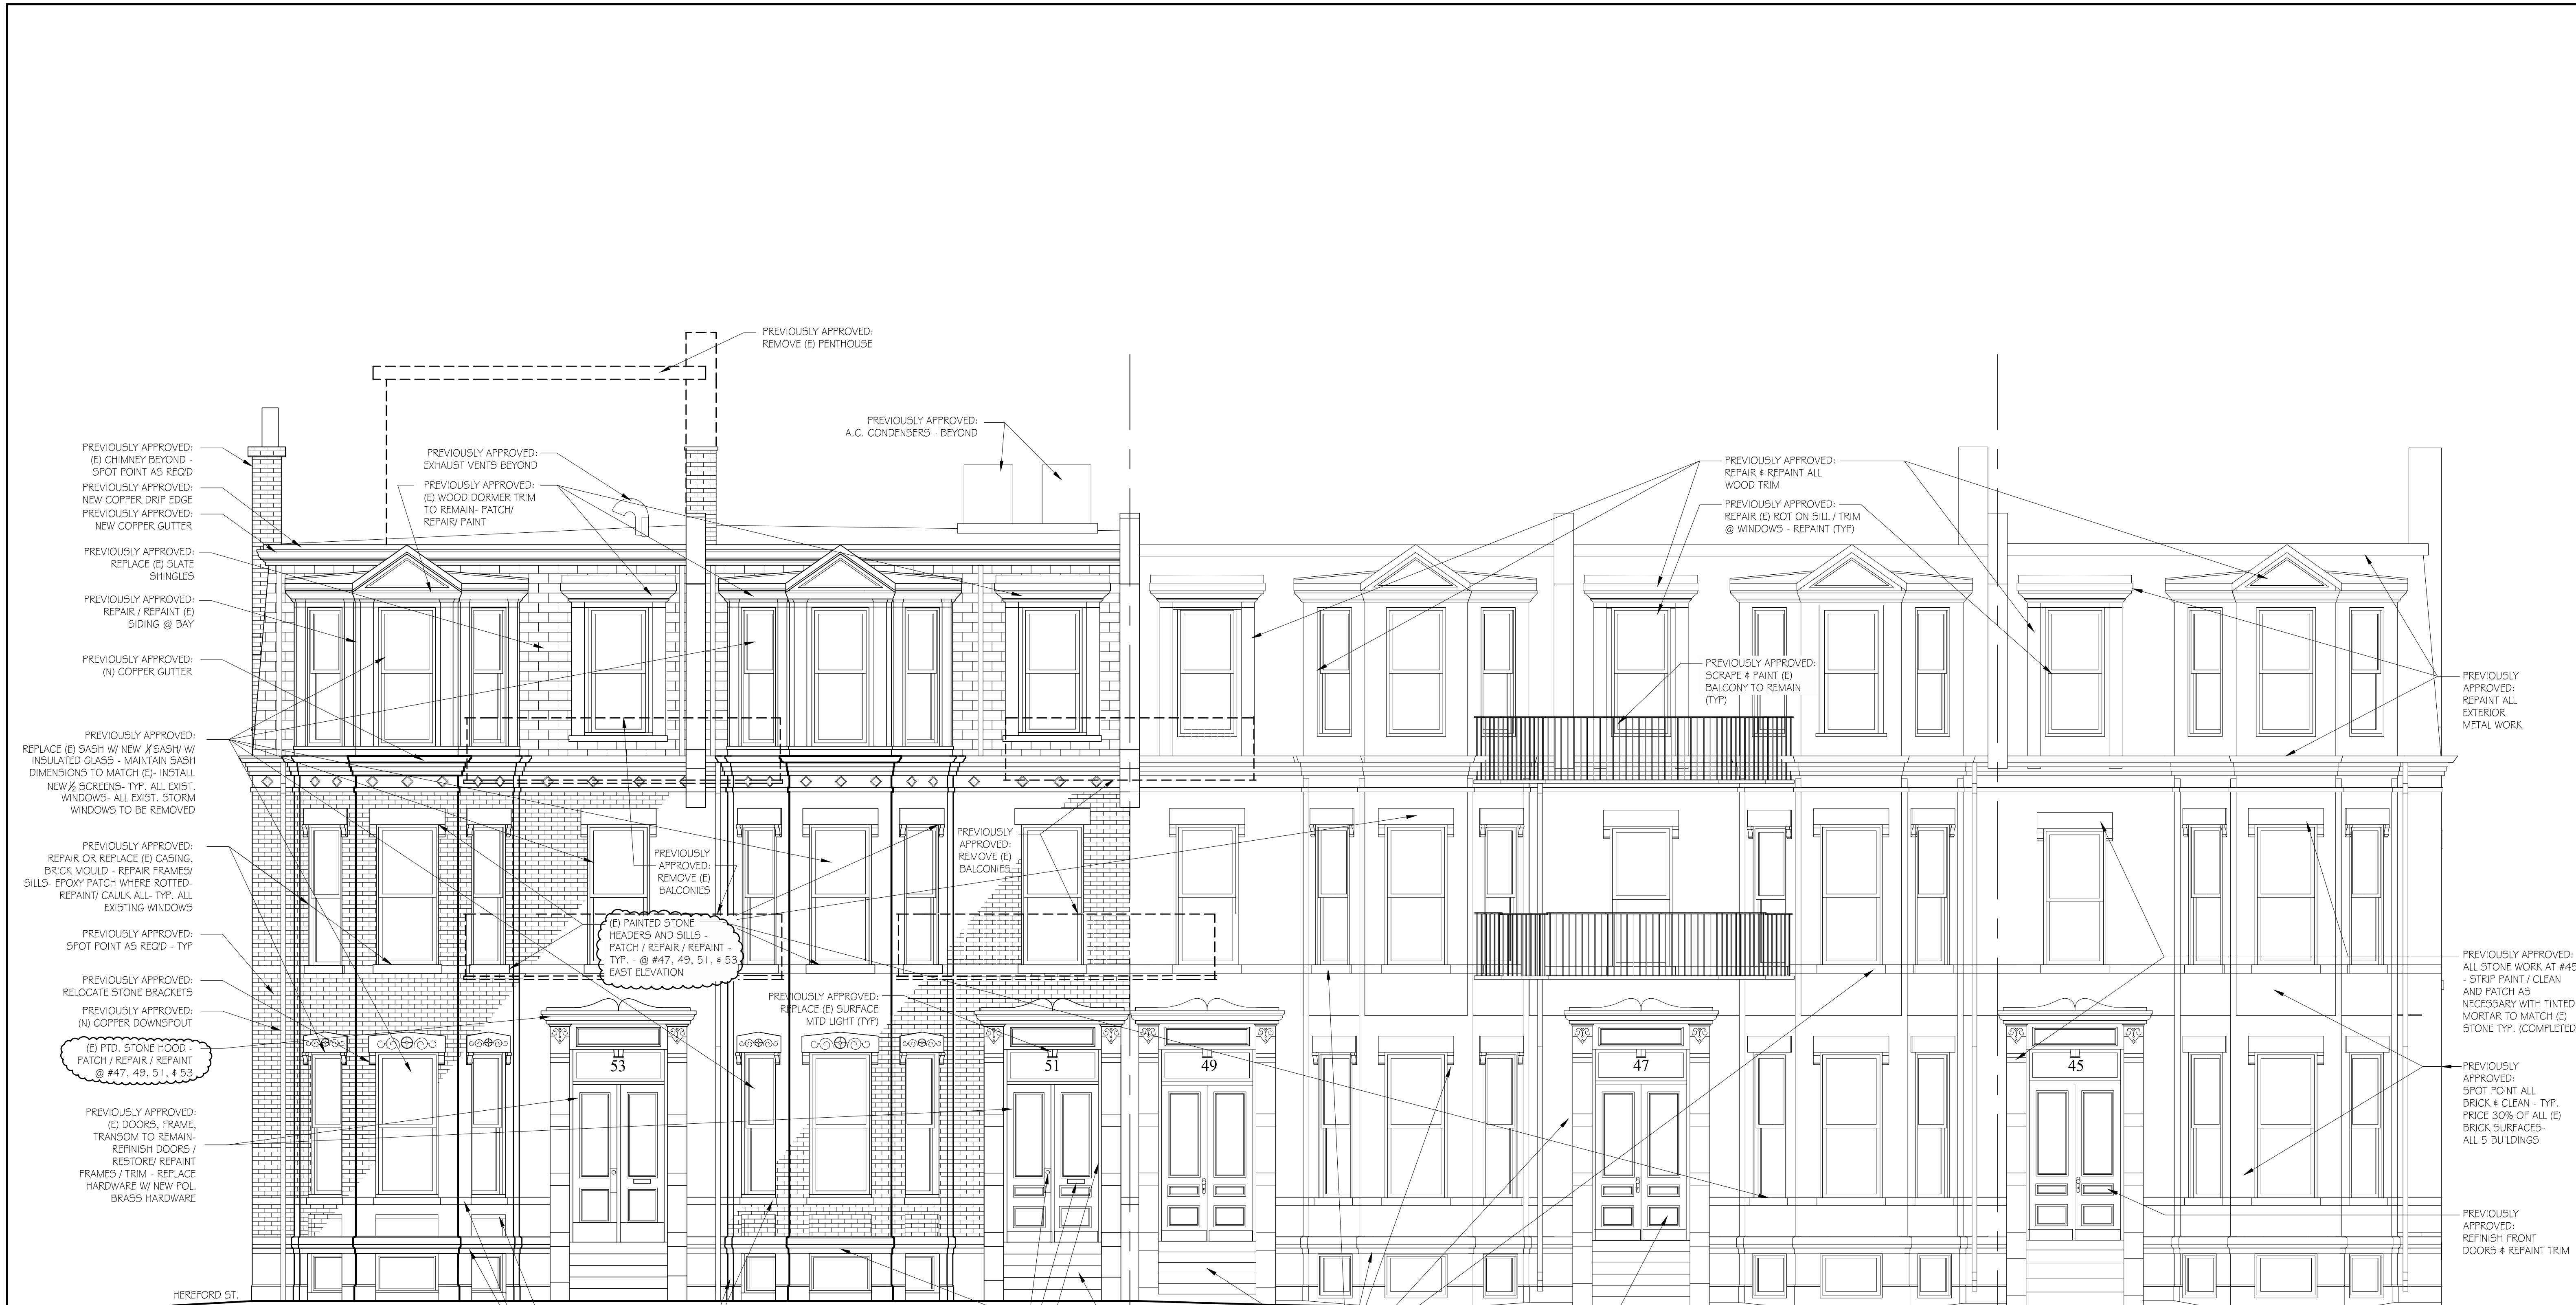 PREVIOUSLY APPROVED:
REMOVE (E) PENTHOUSE
PREVIOUSLY APPROVED:
A.C. CONDENSERS - BEYOND
PREVIOUSLY APPROVED:
(E) CHIMNEY BEYOND -
SPOT POINT AS REQ'D
PREVIOUSLY APPROVED:
NEW COPPER DRIP EDGE
PREVIOUSLY APPROVED:
NEW COPPER GUTTER
PREVIOUSLY APPROVED:
REPLACE (E) SLATE
SHINGLES
PREVIOUSLY APPROVED:
REPAIR / REPAINT (E)
SIDING @ BAY
PREVIOUSLY APPROVED:
(N) COPPER GUTTER
PREVIOUSLY APPROVED:
REPLACE (E) SASH W/ NEW SASH/ W/
INSULATED GLASS - MAINTAIN SASH
DIMENSIONS TO MATCH (E)- INSTALL
NEW SCREENS- TYP. ALL EXIST.
WINDOWS- ALL EXIST. STORM
WINDOWS TO BE REMOVED
PREVIOUSLY APPROVED:
REPAIR OR REPLACE (E) CASING,
BRICK MOULD - REPAIR FRAMES/
SILLS- EPOXY PATCH WHERE ROTTED-
REPAINT/ CAULK ALL- TYP. ALL
EXISTING WINDOWS
PREVIOUSLY APPROVED:
SPOT POINT AS REQ'D - TYP
PREVIOUSLY APPROVED:
RELOCATE STONE BRACKETS
PREVIOUSLY APPROVED:
(N) COPPER DOWNSPOUT
(E) PTD. STONE HOOD -
PATCH / REPAIR / REPAINT
@ #47, 49, 51, & 53
PREVIOUSLY APPROVED:
(E) DOORS, FRAME,
TRANSOM TO REMAIN-
REFINISH DOORS /
RESTORE/ REPAINT
FRAMES / TRIM - REPLACE
HARDWARE W/ NEW POL.
BRASS HARDWARE
HEREFORD ST.
PREVIOUSLY APPROVED:
EXHAUST VENTS BEYOND
PREVIOUSLY APPROVED:
(E) WOOD DORMER TRIM
TO REMAIN- PATCH/
REPAIR/ PAINT
PREVIOUSLY
APPROVED:
REMOVE (E)
BALCONIES
(E) PAINTED STONE
HEADERS AND SILLS -
PATCH / REPAIR / REPAINT -
TYP. - @ #47, 49, 51, & 53
EAST ELEVATION
PREVIOUSLY
APPROVED:
REMOVE (E)
BALCONIES
PREVIOUSLY APPROVED:
REPLACE (E) SURFACE
MTD LIGHT (TYP)
53
51
49
47
45
PREVIOUSLY APPROVED:
REPAIR & REPAINT ALL
WOOD TRIM
PREVIOUSLY APPROVED:
REPAIR (E) ROT ON SILL / TRIM
@ WINDOWS - REPAINT (TYP)
PREVIOUSLY APPROVED:
SCRAPE & PAINT (E)
BALCONY TO REMAIN
(TYP)
PREVIOUSLY
APPROVED:
REPAINT ALL
EXTERIOR
METAL WORK
PREVIOUSLY APPROVED:
ALL STONE WORK AT #45
- STRIP PAINT / CLEAN
AND PATCH AS
NECESSARY WITH TINTED
MORTAR TO MATCH (E)
STONE TYP. (COMPLETED
PREVIOUSLY
APPROVED:
SPOT POINT ALL
BRICK & CLEAN - TYP.
PRICE 30% OF ALL (E)
BRICK SURFACES-
ALL 5 BUILDINGS
PREVIOUSLY
APPROVED:
REFINISH FRONT
DOORS & REPAINT TRIM